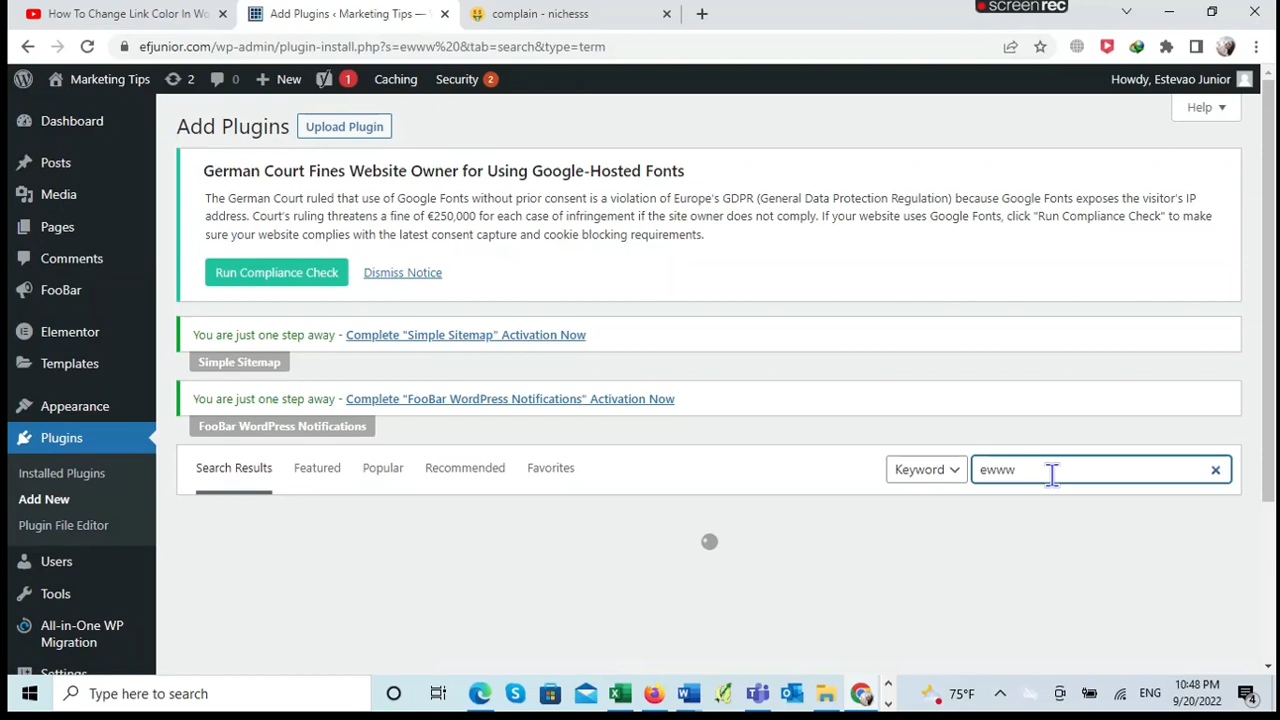 screenrec
How To Change Link Color In Wo
Add Plugins ‹ Marketing Tips —
complain - nichesss
efjunior.com/wp-admin/plugin-install.php?s=ewww%20&tab=search&type=term
Marketing Tips 2 0 New 1 Caching Security 2 Howdy, Estevao Junior
Help
Dashboard
Posts
Media
Pages
Comments
FooBar
Elementor
Templates
Appearance
Plugins
Installed Plugins
Add New
Plugin File Editor
Users
Tools
All-in-One WP
Migration
Settings
Add Plugins Upload Plugin
German Court Fines Website Owner for Using Google-Hosted Fonts
The German Court ruled that use of Google Fonts without prior consent is a violation of Europe's GDPR (General Data Protection Regulation) because Google Fonts exposes the visitor's IP
address. Court's ruling threatens a fine of €250,000 for each case of infringement if the site owner does not comply. If your website uses Google Fonts, click "Run Compliance Check" to make
sure your website complies with the latest consent capture and cookie blocking requirements.
Run Compliance Check Dismiss Notice
You are just one step away - Complete "Simple Sitemap" Activation Now
Simple Sitemap
You are just one step away - Complete "FooBar WordPress Notifications" Activation Now
FooBar WordPress Notifications
Search Results Featured Popular Recommended Favorites Keyword ewww
Type here to search
75°F
ENG
10:48 PM
9/20/2022
4